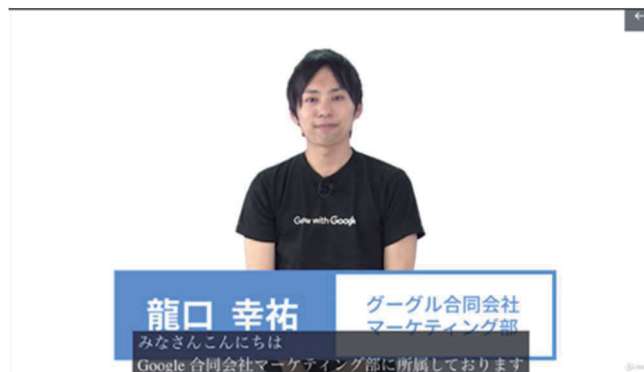 Grow with Google
龍口 幸祐
グーグル合同会社
マーケティング部
みなさんこんにちは
Google 合同会社マーケティング部に所属しております